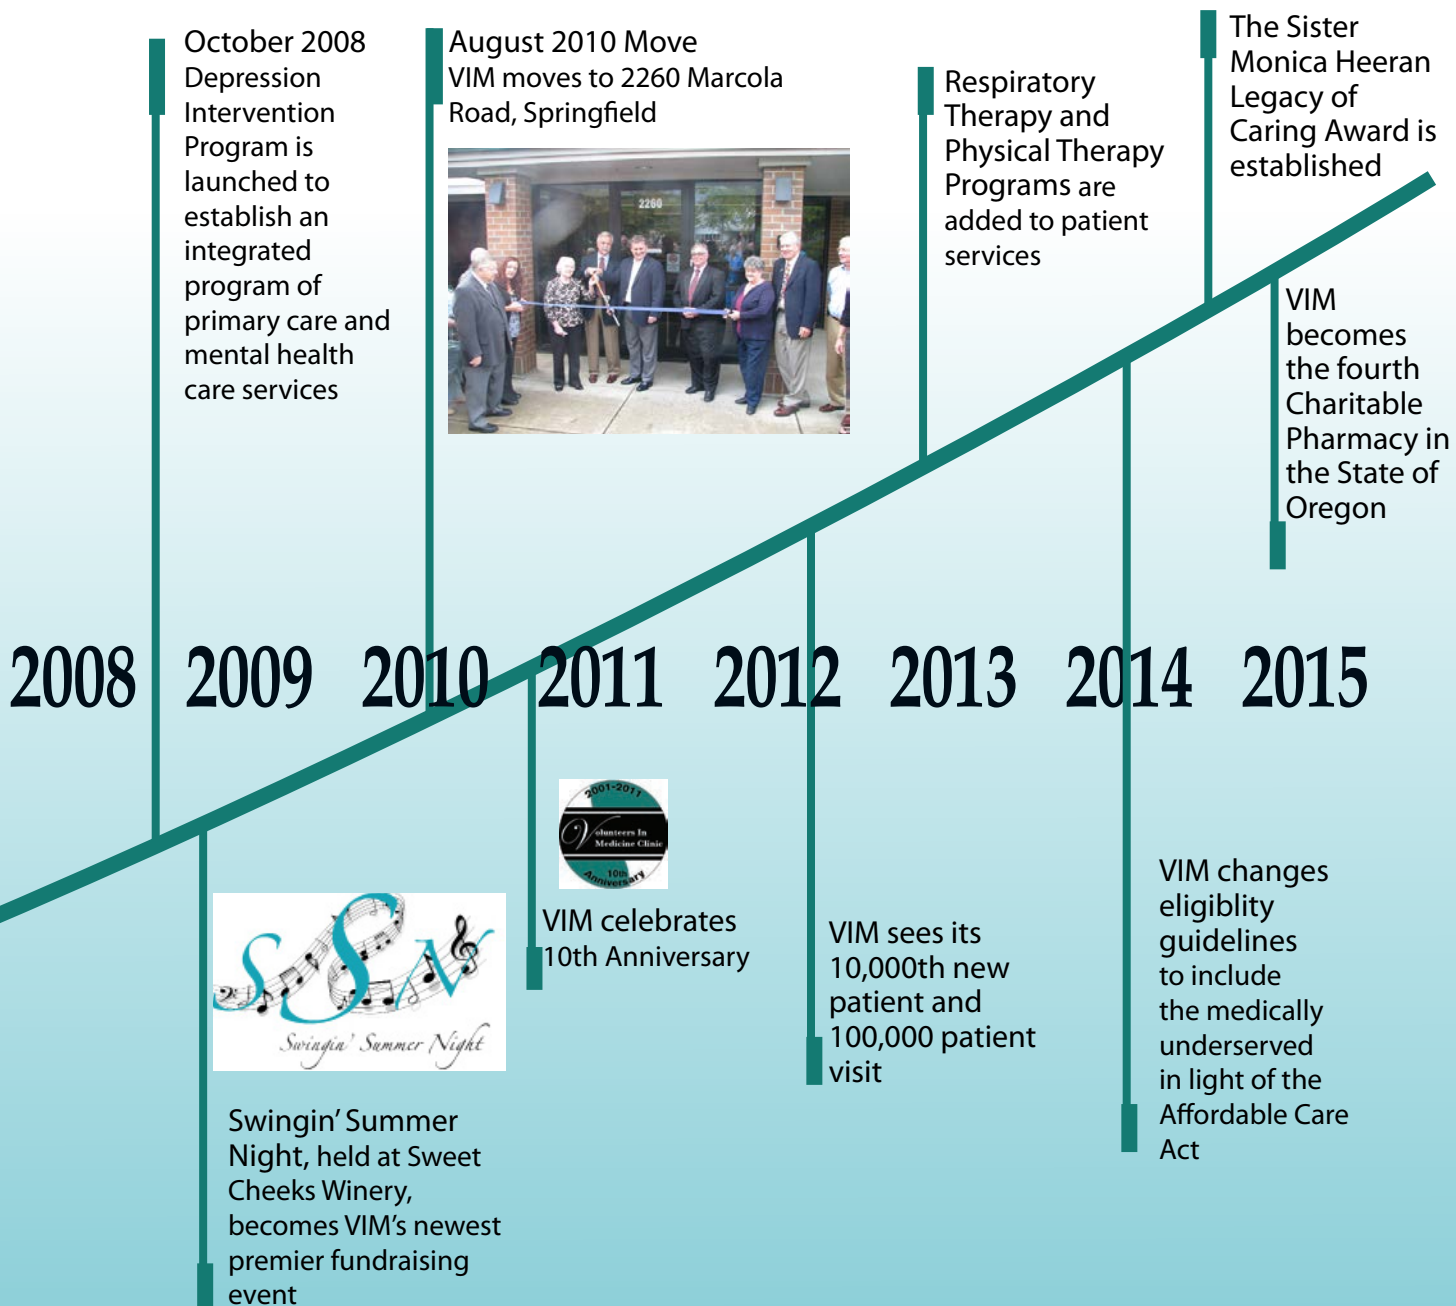 October 2008
Depression
Intervention
Program is
launched to
establish an
integrated
program of
primary care and
mental health
care services
August 2010 Move
VIM moves to 2260 Marcola
Road, Springfield
2260
Respiratory
Therapy and
Physical Therapy
Programs are
added to patient
services
The Sister
Monica Heeran
Legacy of
Caring Award is
established
VIM
becomes
the fourth
Charitable
Pharmacy in
the State of
Oregon
2008 2009 2010 2011 2012 2013 2014 2015
SSN
Swingin' Summer Night
Swingin’ Summer
Night, held at Sweet
Cheeks Winery,
becomes VIM’s newest
premier fundraising
event
2001-2011
Volunteers In
Medicine Clinic
10th
Anniversary
VIM celebrates
10th Anniversary
VIM sees its
10,000th new
patient and
100,000 patient
visit
VIM changes
eligiblity
guidelines
to include
the medically
underserved
in light of the
Affordable Care
Act